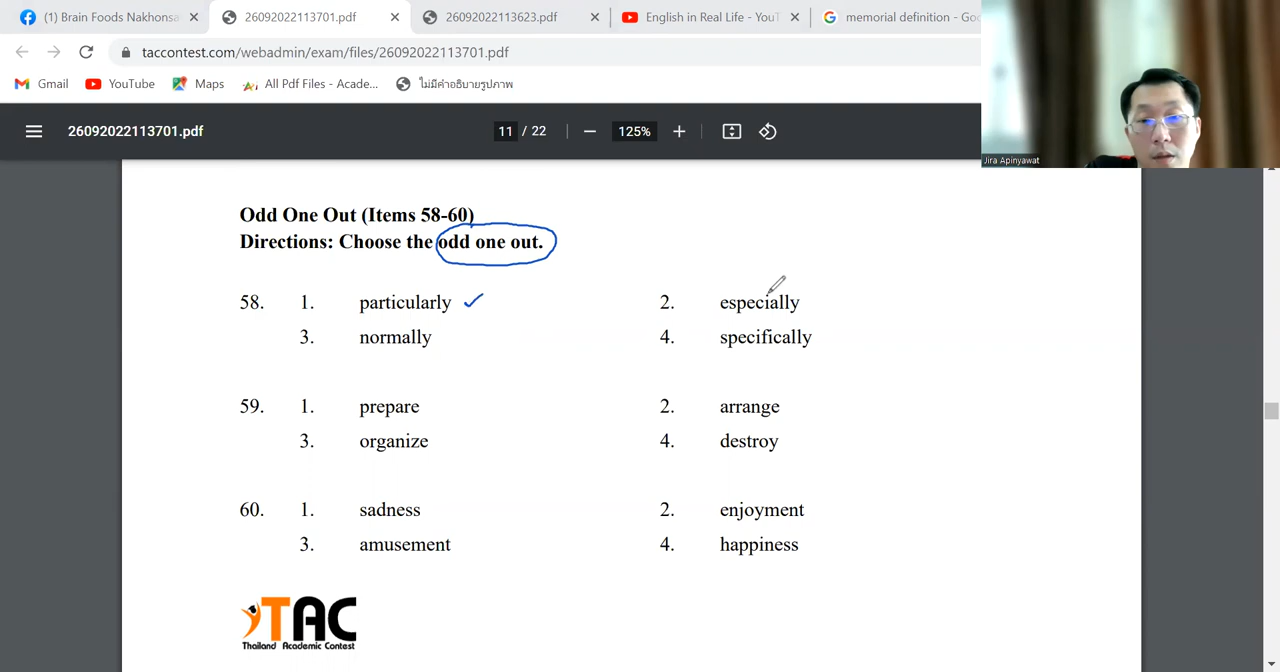 (1) Brain Foods Nakhonsa
26092022113701.pdf
26092022113623.pdf
English in Real Life - YouT
memorial definition - Goo
taccontest.com/webadmin/exam/files/26092022113701.pdf
Gmail
YouTube
Maps
All Pdf Files - Acade...
ไม่มีคำอธิบายรูปภาพ
26092022113701.pdf
11 / 22
125%
Jira Apinyawat
Odd One Out (Items 58-60)
Directions: Choose the odd one out.
58. 1. particularly 2. especially
3. normally 4. specifically
59. 1. prepare 2. arrange
3. organize 4. destroy
60. 1. sadness 2. enjoyment
3. amusement 4. happiness
TAC
Thailand Academic Contest